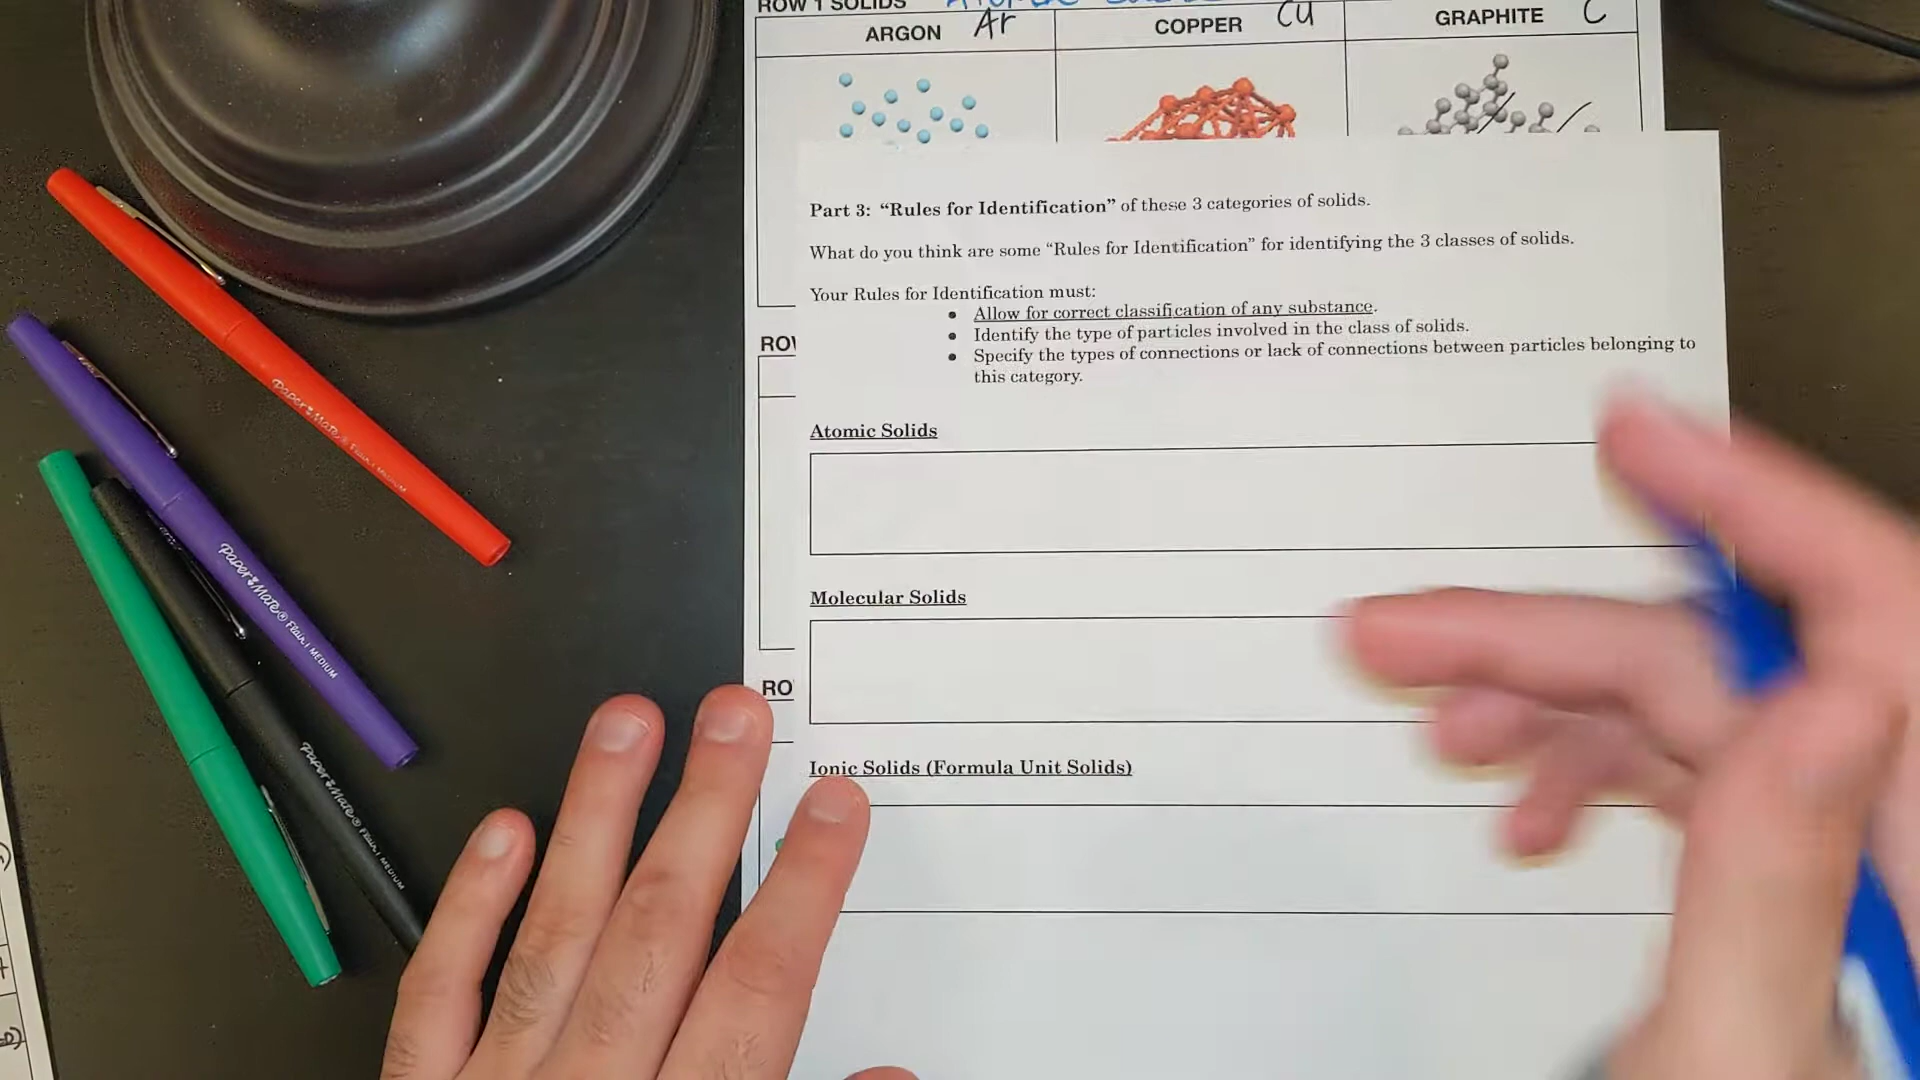 ROW 1 SOLIDS Atomic
ARGON Ar
COPPER Cu
GRAPHITE C
Part 3: “Rules for Identification” of these 3 categories of solids.
What do you think are some “Rules for Identification” for identifying the 3 classes of solids.
Your Rules for Identification must:
• Allow for correct classification of any substance.
• Identify the type of particles involved in the class of solids.
• Specify the types of connections or lack of connections between particles belonging to
this category.
ROW
Atomic Solids
Molecular Solids
RO
Ionic Solids (Formula Unit Solids)
Paper Mate® Flair | MEDIUM
Paper Mate® Flair | MEDIUM
Paper Mate® Flair | MEDIUM